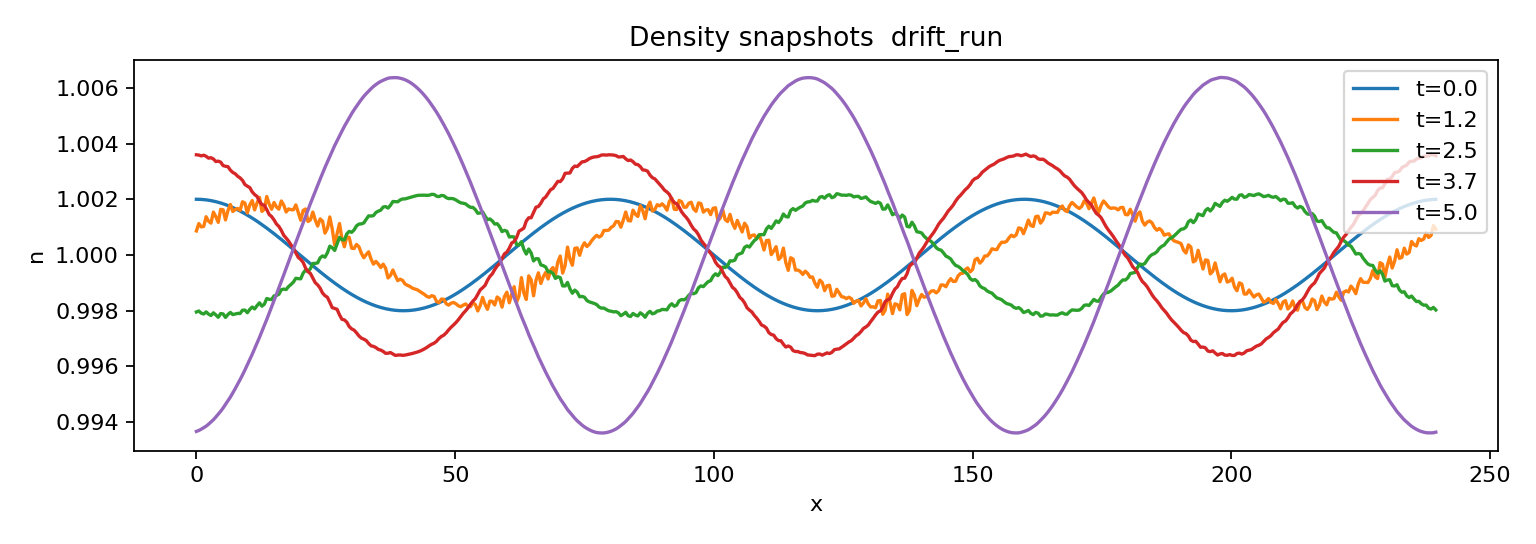 Density snapshots  drift_run
n
1.006
1.004
1.002
1.000
0.998
0.996
0.994
t=0.0
t=1.2
t=2.5
t=3.7
t=5.0
0 50 100 150 200 250
x